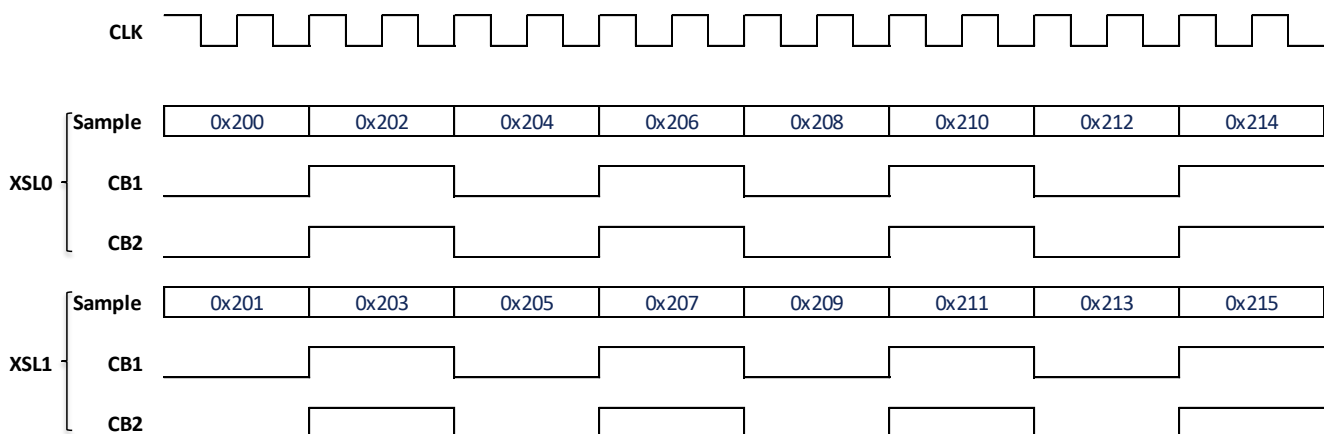 CLK
Sample 0x200 0x202 0x204 0x206 0x208 0x210 0x212 0x214
XSL0 CB1
CB2
Sample 0x201 0x203 0x205 0x207 0x209 0x211 0x213 0x215
XSL1 CB1
CB2